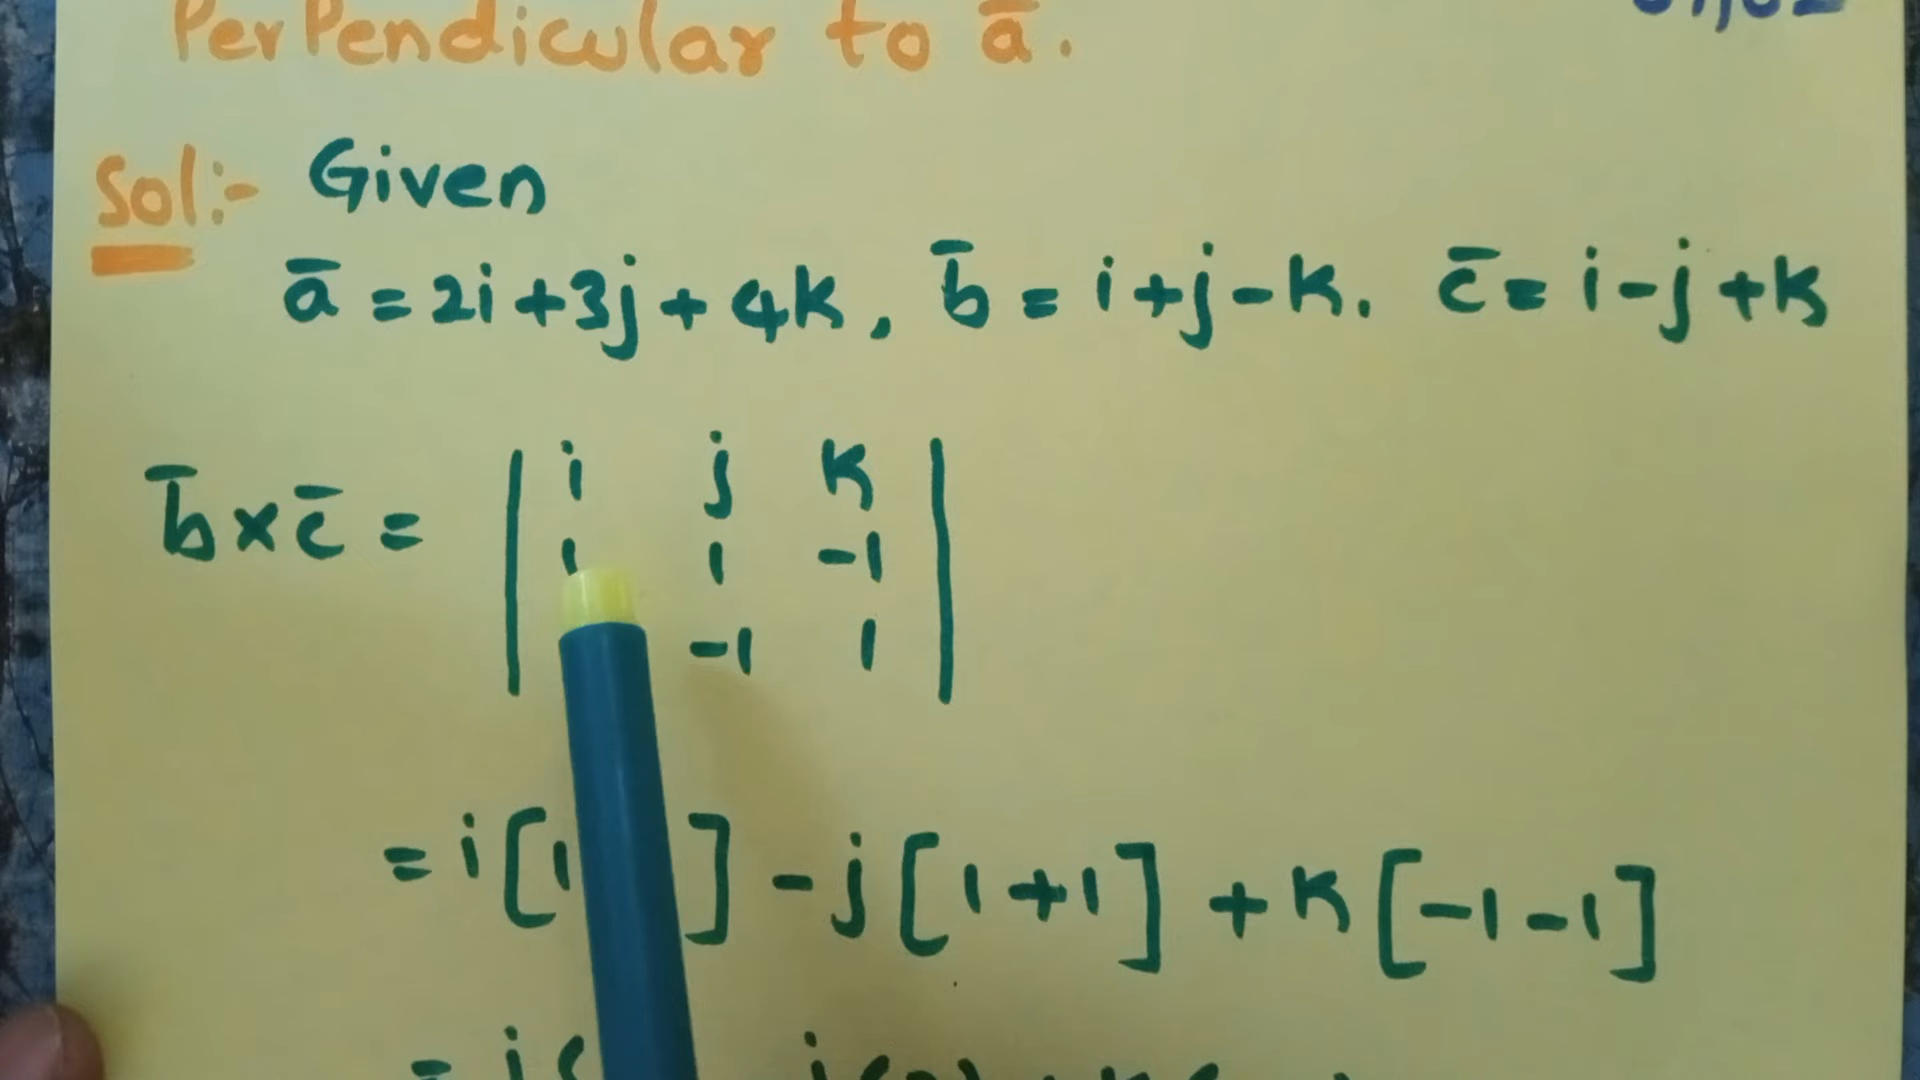 Perpendicular to a̅.
Sol:- Given
a̅ = 2i+3j+4k, b̅ = i+j-k. c̅ = i-j+k
b̅×c̅ =
| i j k |
| 1 1 -1 |
| -1 1 |
= i[1 ] - j[1+1] + k[-1-1]